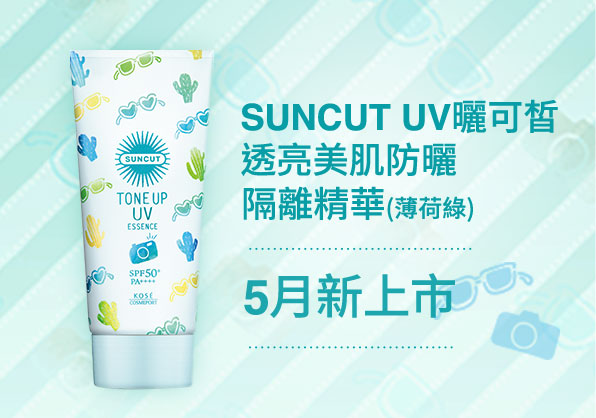 SUNCUT UV曬可皙
透亮美肌防曬
隔離精華(薄荷綠)
5月新上市
SUNCUT
TONE UP
UV
ESSENCE
SPF50+
PA++++
KOSÉ
COSMEPORT